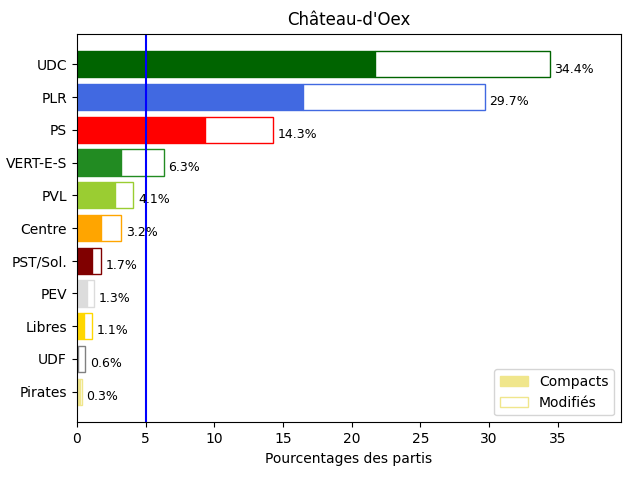 Château-d'Oex
UDC 34.4%
PLR 29.7%
PS 14.3%
VERT-E-S 6.3%
PVL 4.1%
Centre 3.2%
PST/Sol. 1.7%
PEV 1.3%
Libres 1.1%
UDF 0.6%
Pirates 0.3%
Compacts
Modifiés
0 5 10 15 20 25 30 35
Pourcentages des partis